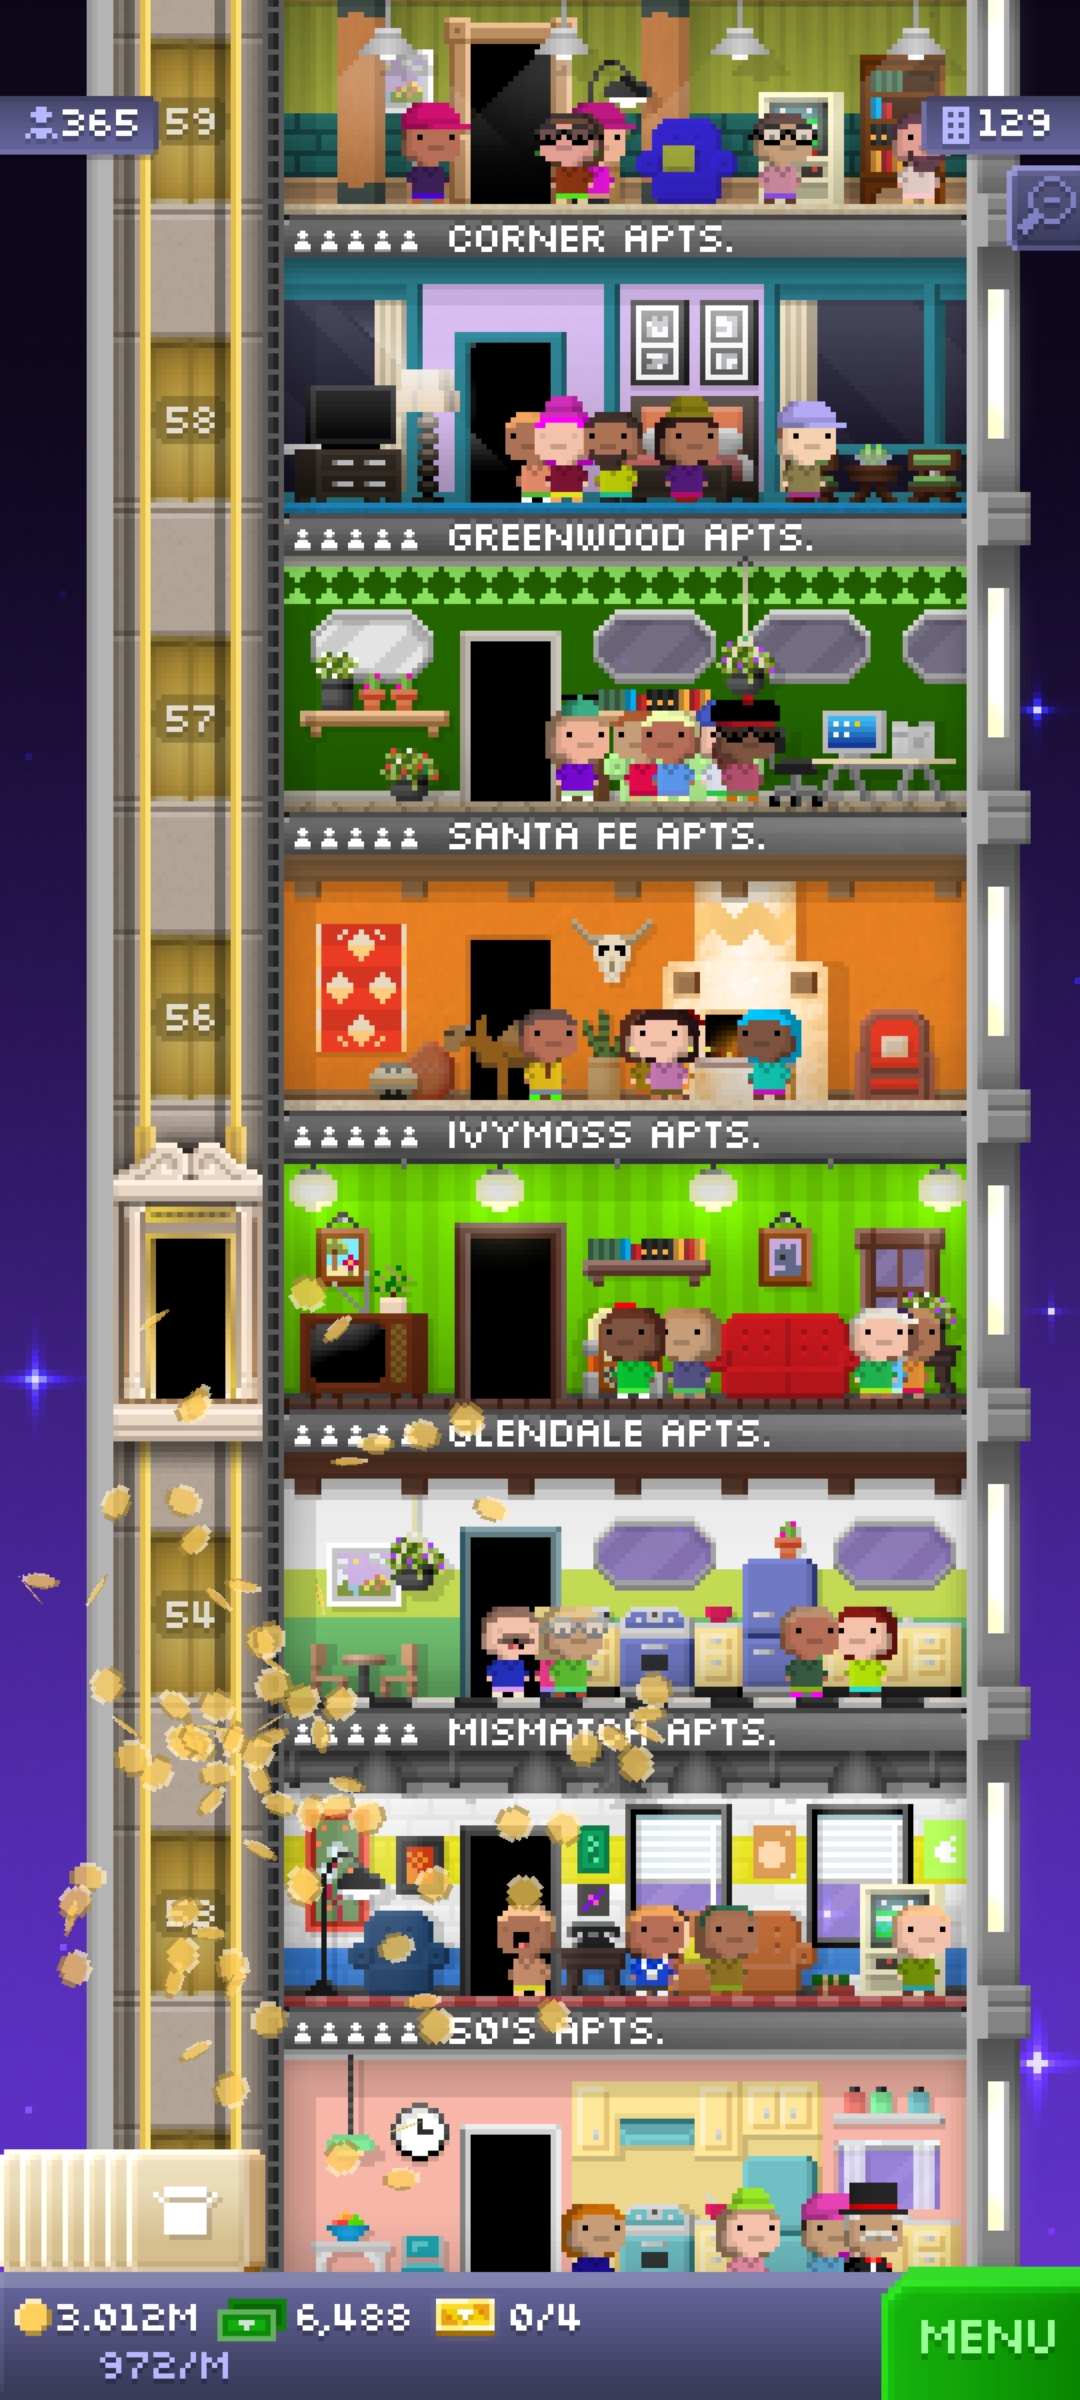 365
59
129
CORNER APTS.
58
GREENWOOD APTS.
57
SANTA FE APTS.
56
IVYMOSS APTS.
GLENDALE APTS.
54
MISMATCH APTS.
53
50'S APTS.
3.012M 6,488 0/4
972/M
MENU